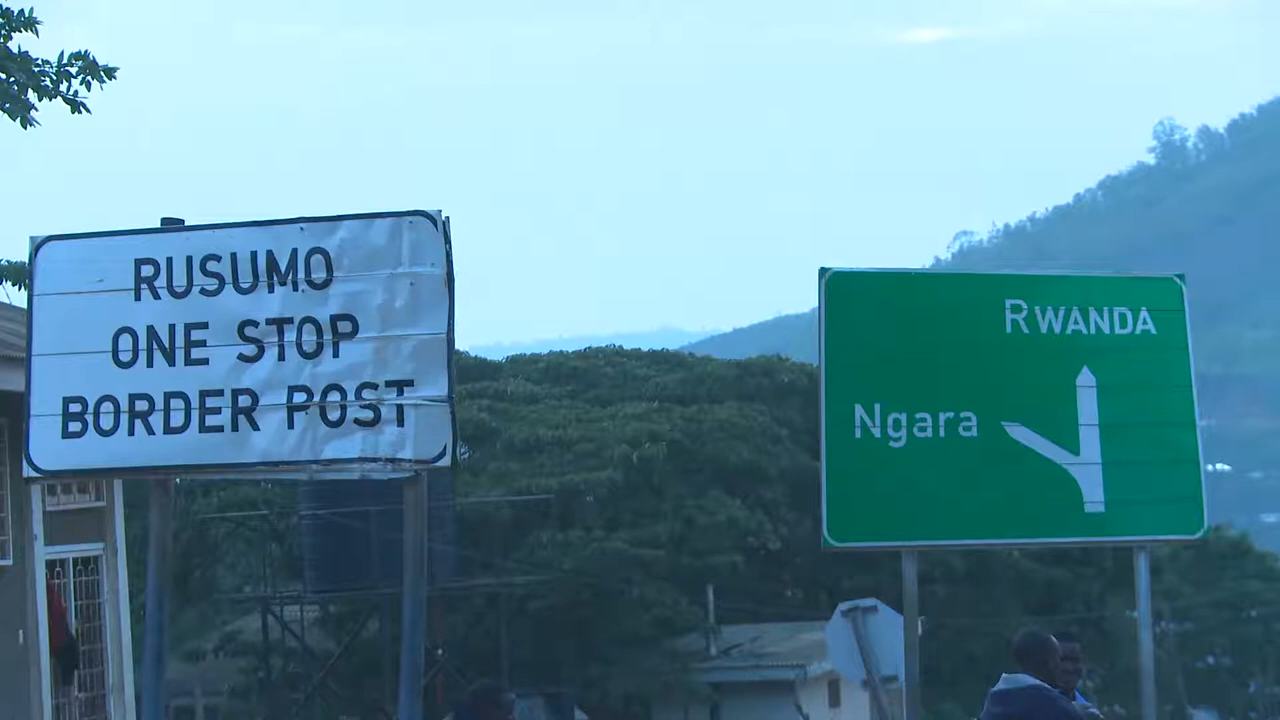 RUSUMO
ONE STOP
BORDER POST
RWANDA
Ngara